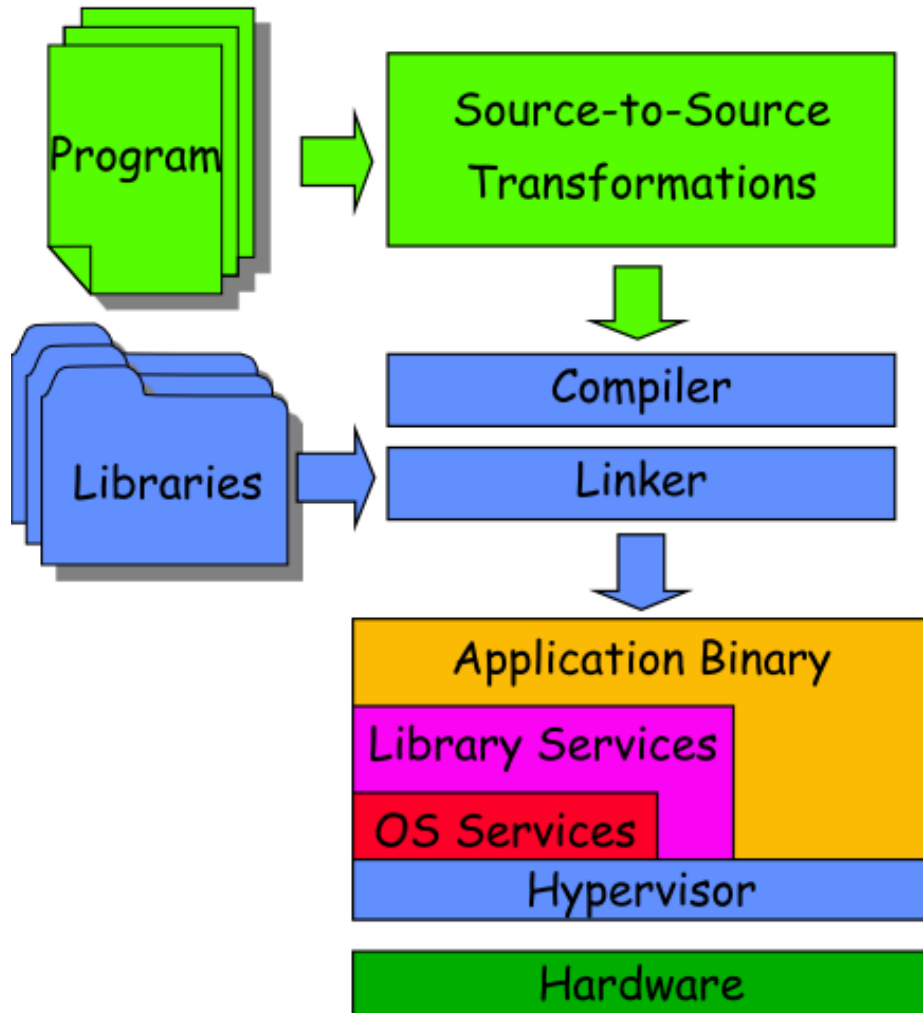 Program
Source-to-Source
Transformations
Compiler
Libraries
Linker
Application Binary
Library Services
OS Services
Hypervisor
Hardware